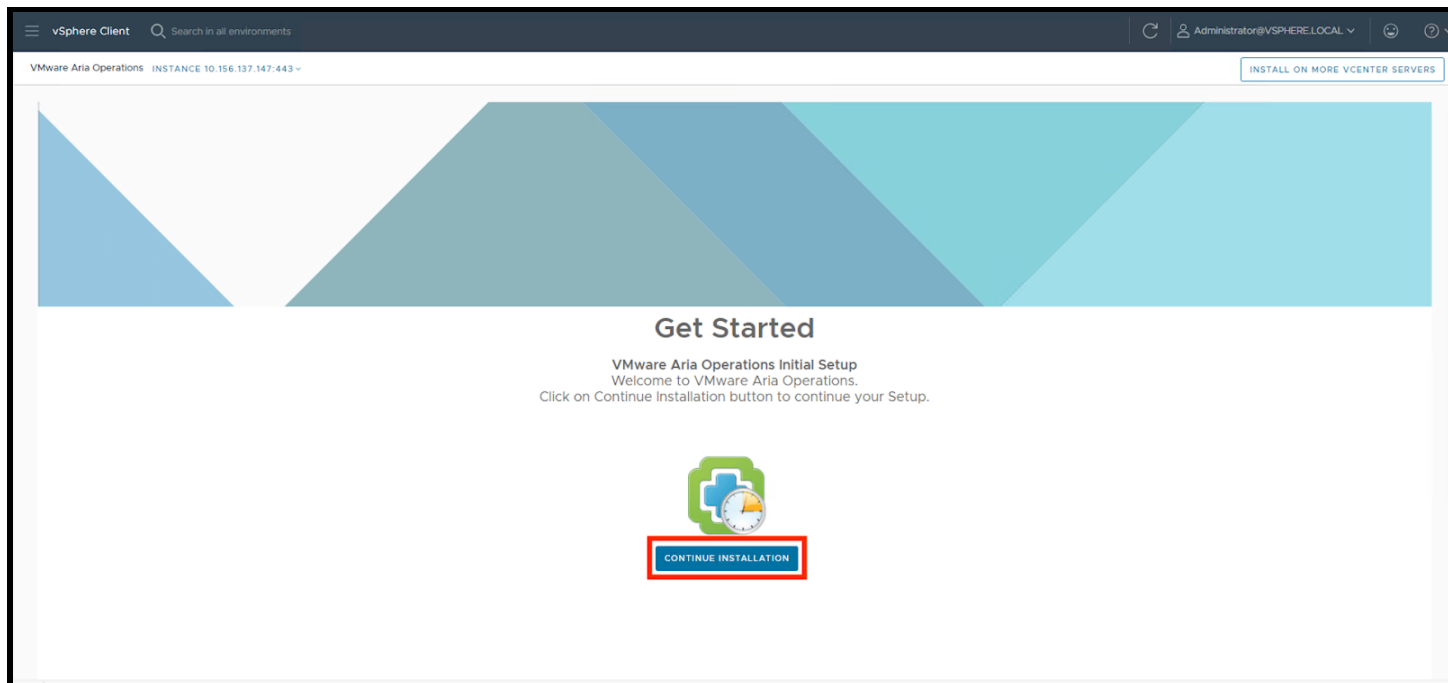 vSphere Client
Search in all environments
Administrator@VSPHERE.LOCAL
VMware Aria Operations
INSTANCE 10.156.137.147:443
INSTALL ON MORE VCENTER SERVERS
Get Started
VMware Aria Operations Initial Setup
Welcome to VMware Aria Operations.
Click on Continue Installation button to continue your Setup.
CONTINUE INSTALLATION